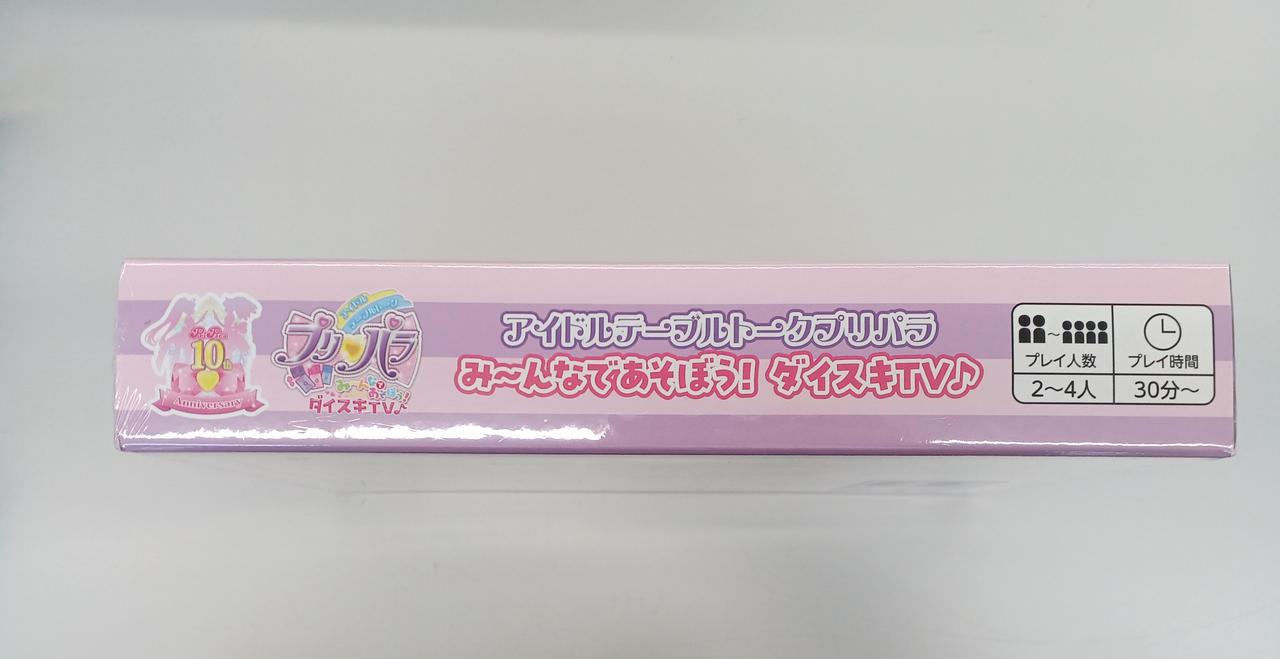 PriPara
10th
Anniversary
アイドル
テーブルトーク
プリパラ
み〜んなで
あそぼう!
ダイスキTV♪
アイドルテーブルトークプリパラ
み〜んなであそぼう! ダイスキTV♪
〜
プレイ人数
プレイ時間
2〜4人
30分〜